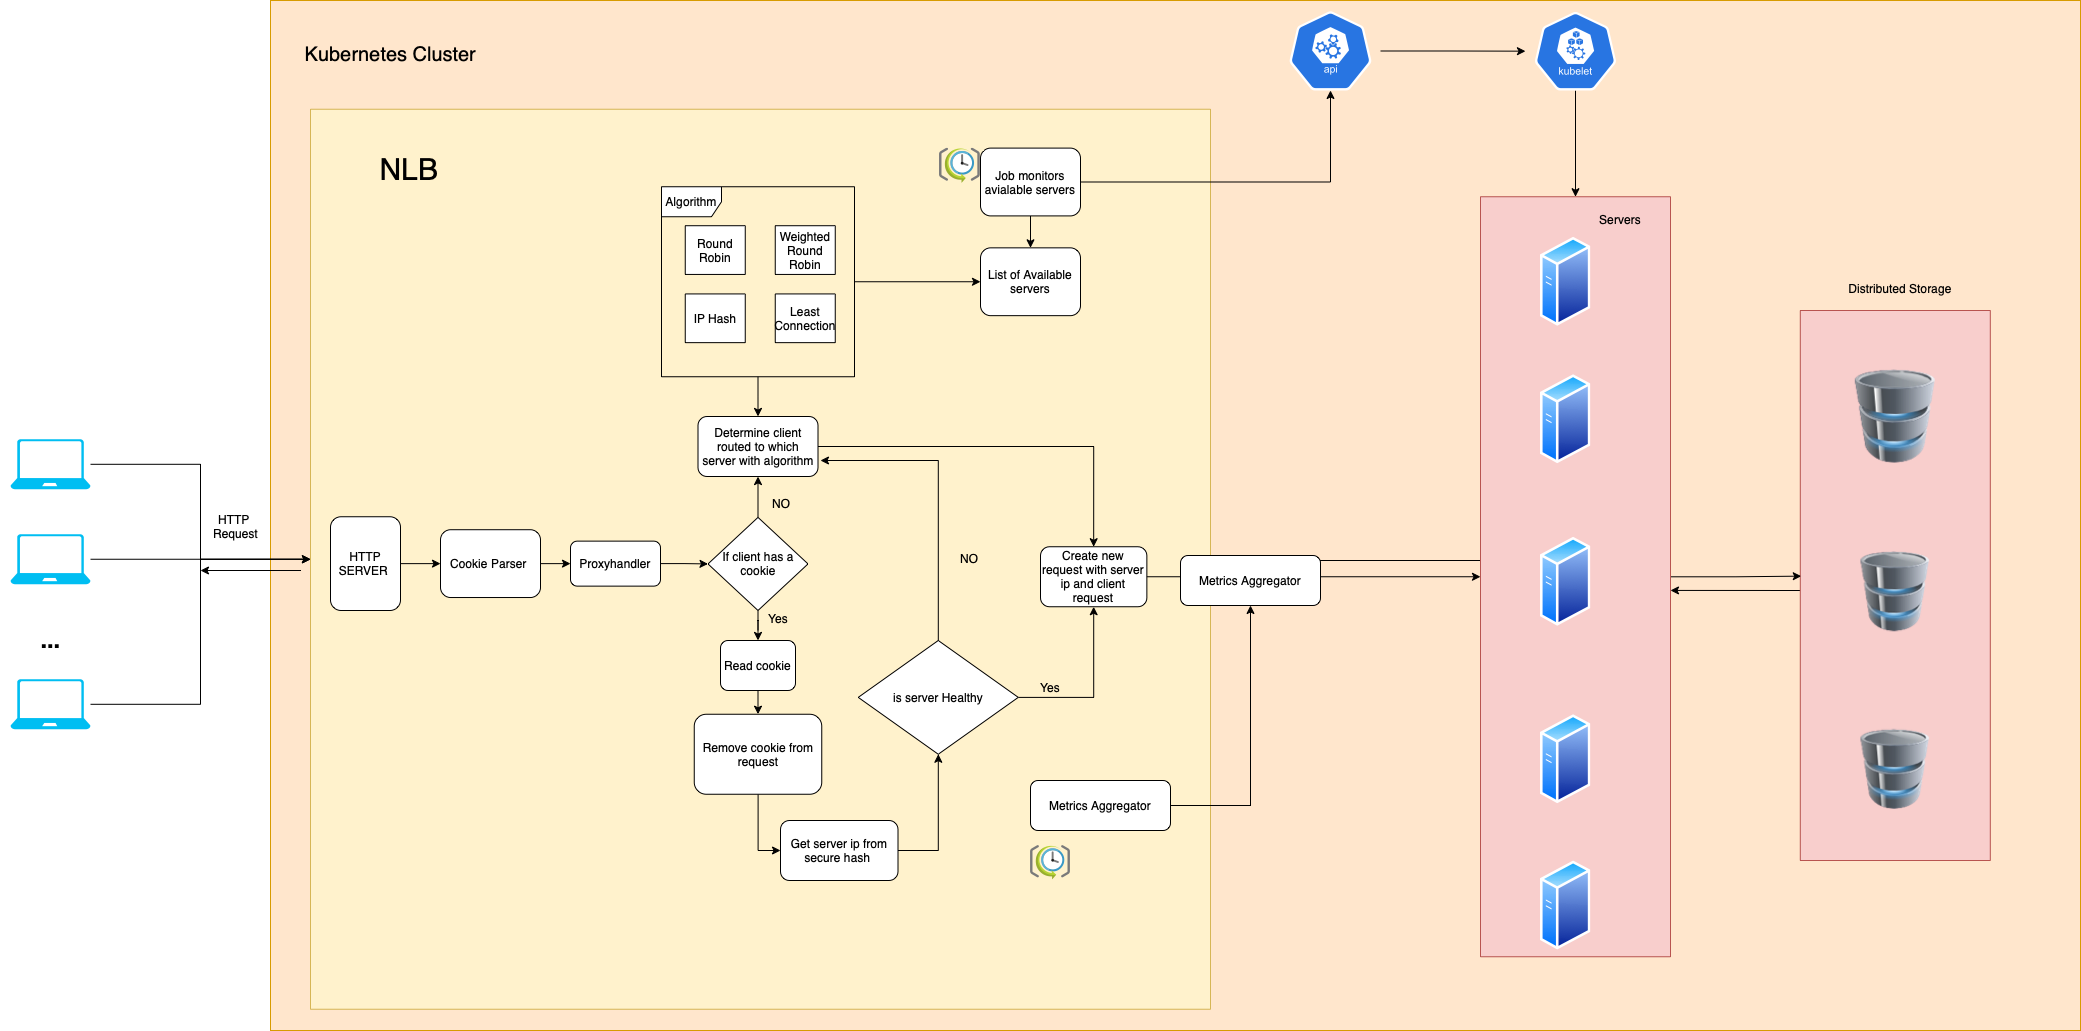 Kubernetes Cluster
api
kubelet
NLB
Job monitors
avialable servers
Algorithm
Round
Robin
Weighted
Round
Robin
IP Hash
Least
Connection
List of Available
servers
Servers
Distributed Storage
Determine client
routed to which
server with algorithm
NO
HTTP
Request
HTTP
SERVER
Cookie Parser
Proxyhandler
If client has a
cookie
NO
Create new
request with server
ip and client
request
Metrics Aggregator
...
Yes
Read cookie
is server Healthy
Yes
Remove cookie from
request
Metrics Aggregator
Get server ip from
secure hash